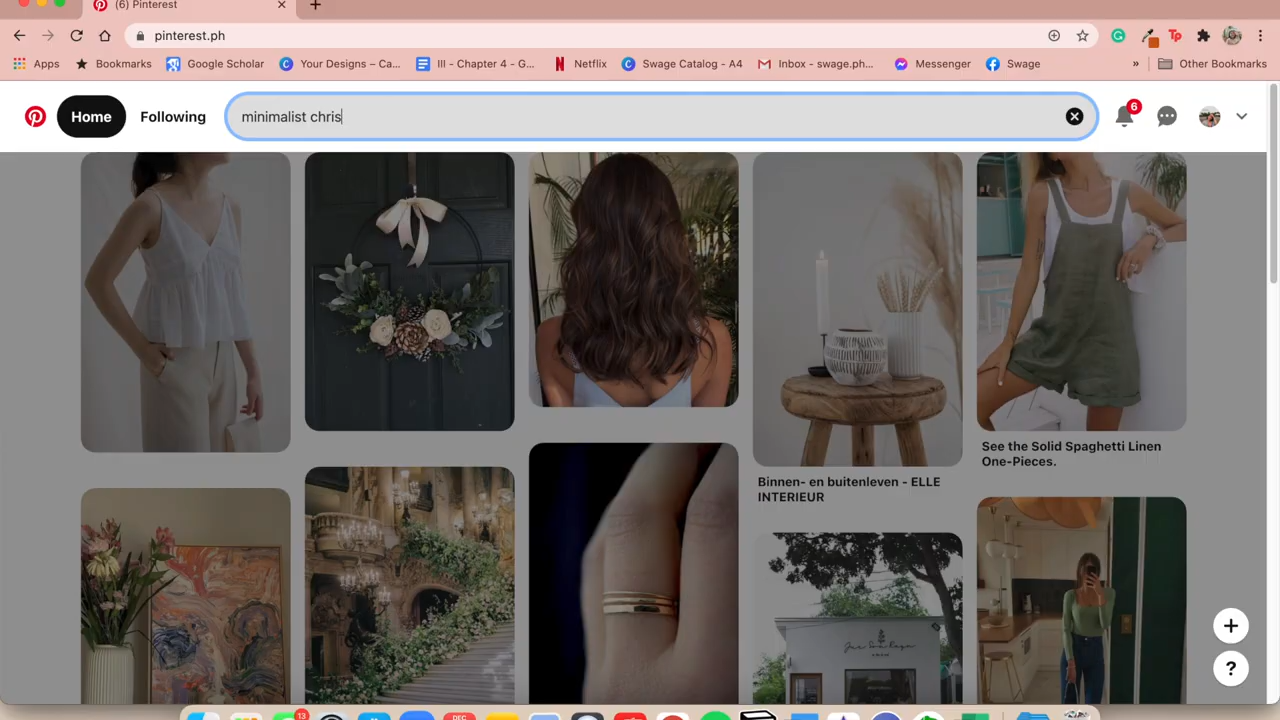 (6) Pinterest
pinterest.ph
Apps
Bookmarks
Google Scholar
Your Designs – Ca...
III - Chapter 4 - G...
Netflix
Swage Catalog - A4
Inbox - swage.ph...
Messenger
Swage
»
Other Bookmarks
Home
Following
minimalist chris
6
See the Solid Spaghetti Linen
One-Pieces.
Binnen- en buitenleven - ELLE
INTERIEUR
13
DEC